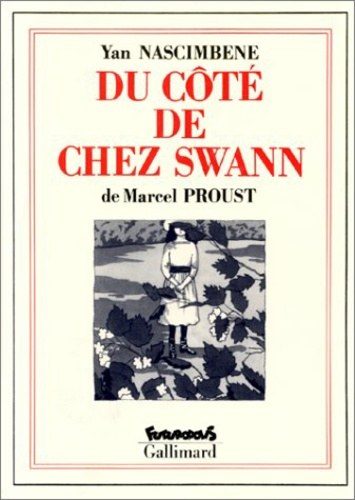 Yan NASCIMBENE
DU CÔTÉ
DE
CHEZ SWANN
de Marcel PROUST
FUTUROPOLIS
Gallimard